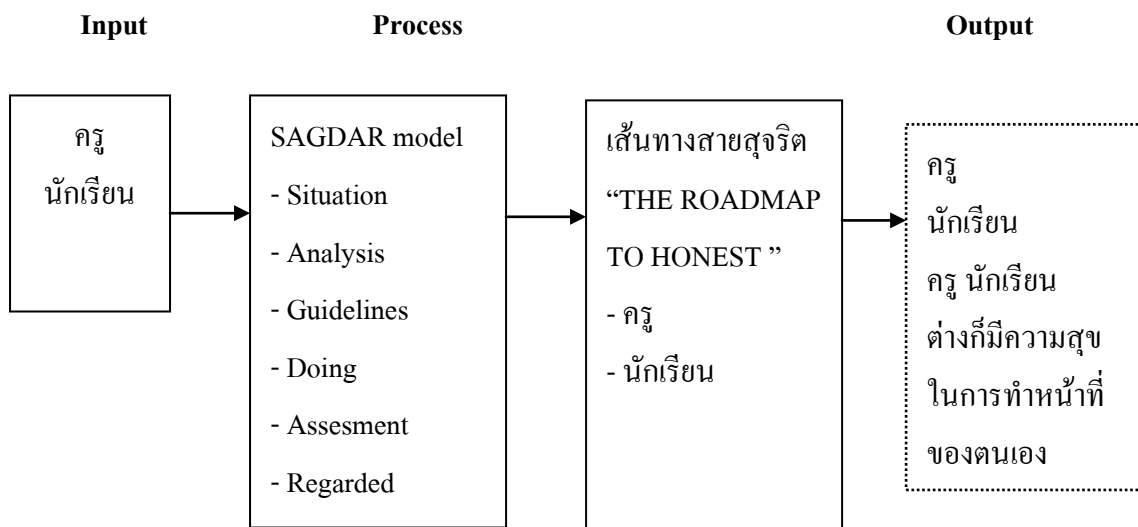 Input
Process
Output
ครู
นักเรียน
SAGDAR model
- Situation
- Analysis
- Guidelines
- Doing
- Assesment
- Regarded
เส้นทางสายสุจริต
“THE ROADMAP
TO HONEST ”
- ครู
- นักเรียน
ครู
นักเรียน
ครู นักเรียน
ต่างก็มีความสุข
ในการทำหน้าที่
ของตนเอง